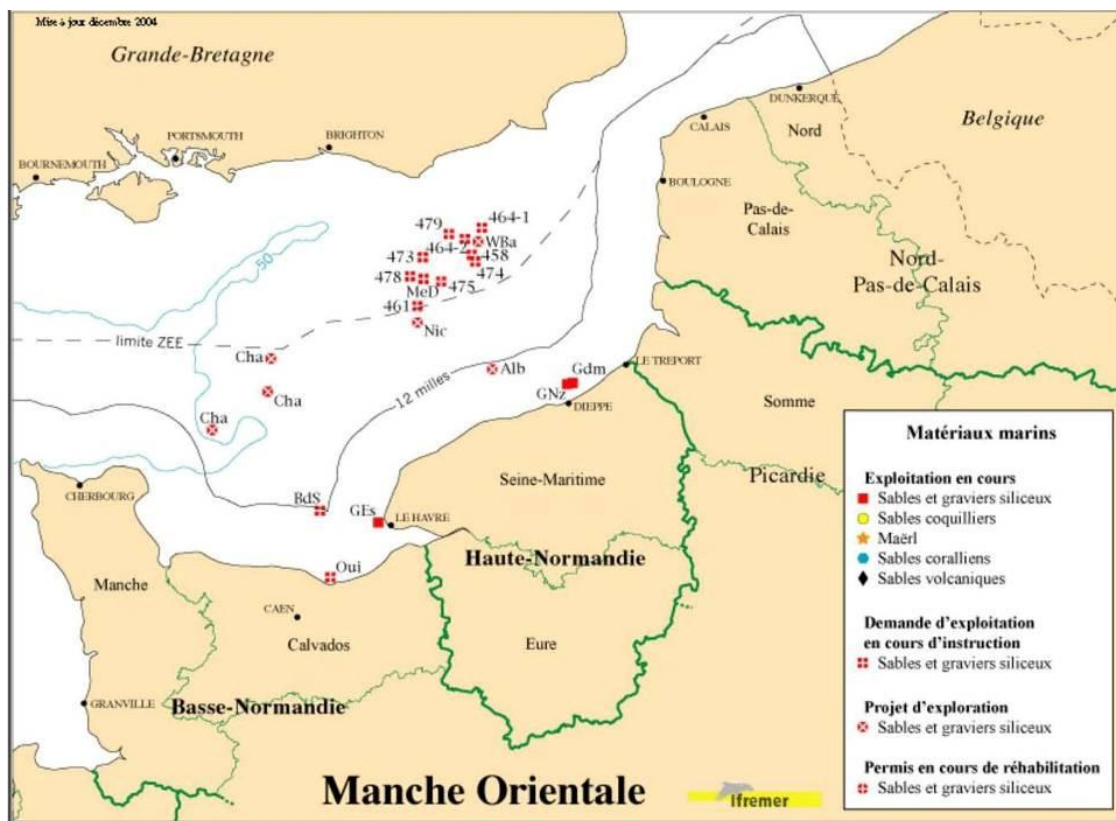 Mise à jour décembre 2004
Grande-Bretagne
DUNKERQUE
PORTSMOUTH
BRIGHTON
CALAIS
Nord
Belgique
BOURNEMOUTH
BOULOGNE
Pas-de-
Calais
479
464-1
WBa
473
464-2
458
474
478
MeD
475
461
Nic
50
Nord-
Pas-de-Calais
limite ZEE
Cha
Cha
Cha
12 milles
Alb
Gdm
GNz
LE TREPORT
DIEPPE
Somme
Picardie
CHERBOURG
BdS
GEs
LE HAVRE
Seine-Maritime
Oui
Haute-Normandie
Manche
CAEN
Calvados
Eure
GRANVILLE
Basse-Normandie
Manche Orientale
Ifremer
Matériaux marins
Exploitation en cours
Sables et graviers siliceux
Sables coquilliers
Maërl
Sables coralliens
Sables volcaniques
Demande d'exploitation
en cours d'instruction
Sables et graviers siliceux
Projet d'exploration
Sables et graviers siliceux
Permis en cours de réhabilitation
Sables et graviers siliceux